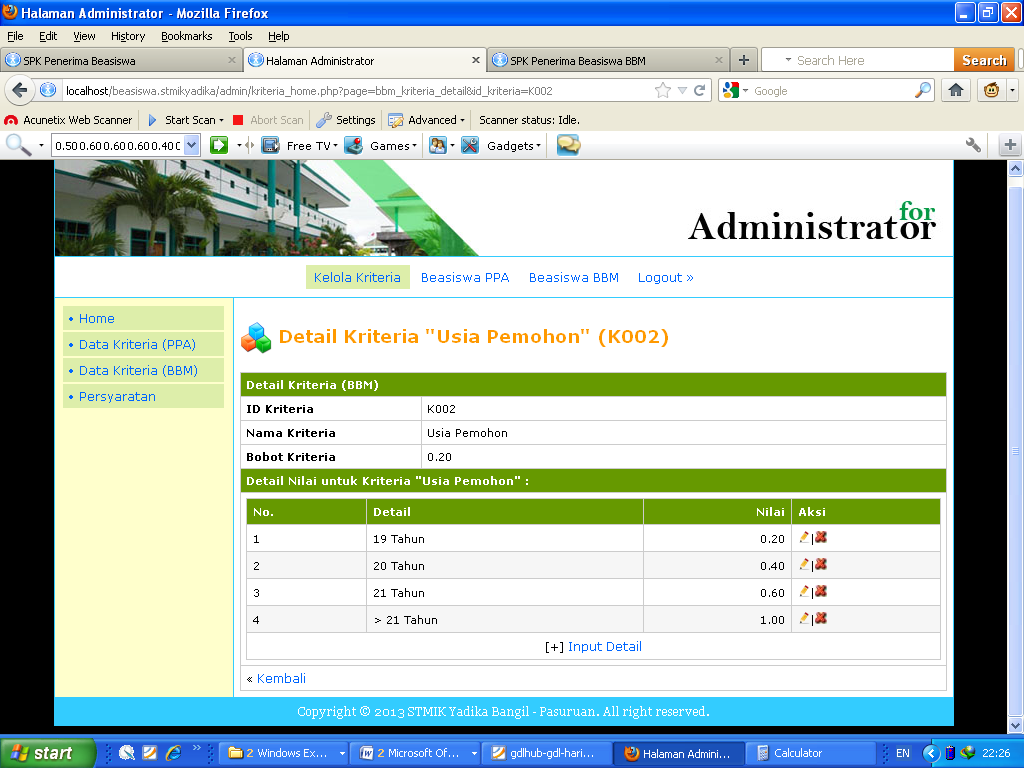 Halaman Administrator - Mozilla Firefox
File Edit View History Bookmarks Tools Help
SPK Penerima Beasiswa Halaman Administrator SPK Penerima Beasiswa BBM Search Here Search
localhost/beasiswa.stmikyadika/admin/kriteria_home.php?page=bbm_kriteria_detail&id_kriteria=K002 Google
Acunetix Web Scanner Start Scan Abort Scan Settings Advanced Scanner status: Idle.
0.500.600.600.600.400 Free TV Games Gadgets
for
Administrator
Kelola Kriteria Beasiswa PPA Beasiswa BBM Logout »
• Home
• Data Kriteria (PPA)
• Data Kriteria (BBM)
• Persyaratan
Detail Kriteria "Usia Pemohon" (K002)
Detail Kriteria (BBM)
ID Kriteria K002
Nama Kriteria Usia Pemohon
Bobot Kriteria 0.20
Detail Nilai untuk Kriteria "Usia Pemohon" :
No. Detail Nilai Aksi
1 19 Tahun 0.20 |
2 20 Tahun 0.40 |
3 21 Tahun 0.60 |
4 > 21 Tahun 1.00 |
[+] Input Detail
« Kembali
Copyright © 2013 STMIK Yadika Bangil - Pasuruan. All right reserved.
start 2 Windows Ex... 2 Microsoft Of... gdlhub-gdl-hari... Halaman Admini... Calculator EN 22:26